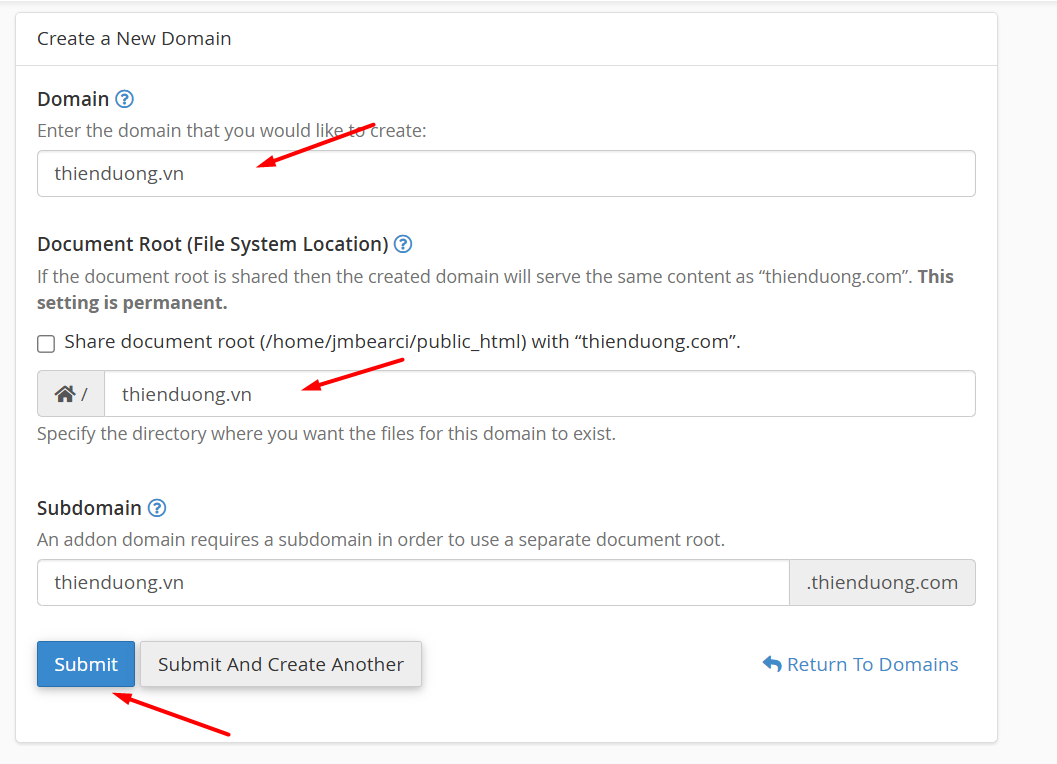 Create a New Domain
Domain
Enter the domain that you would like to create:
thienduong.vn
Document Root (File System Location)
If the document root is shared then the created domain will serve the same content as “thienduong.com”. This
setting is permanent.
Share document root (/home/jmbearci/public_html) with “thienduong.com”.
/ thienduong.vn
Specify the directory where you want the files for this domain to exist.
Subdomain
An addon domain requires a subdomain in order to use a separate document root.
thienduong.vn .thienduong.com
Submit Submit And Create Another Return To Domains